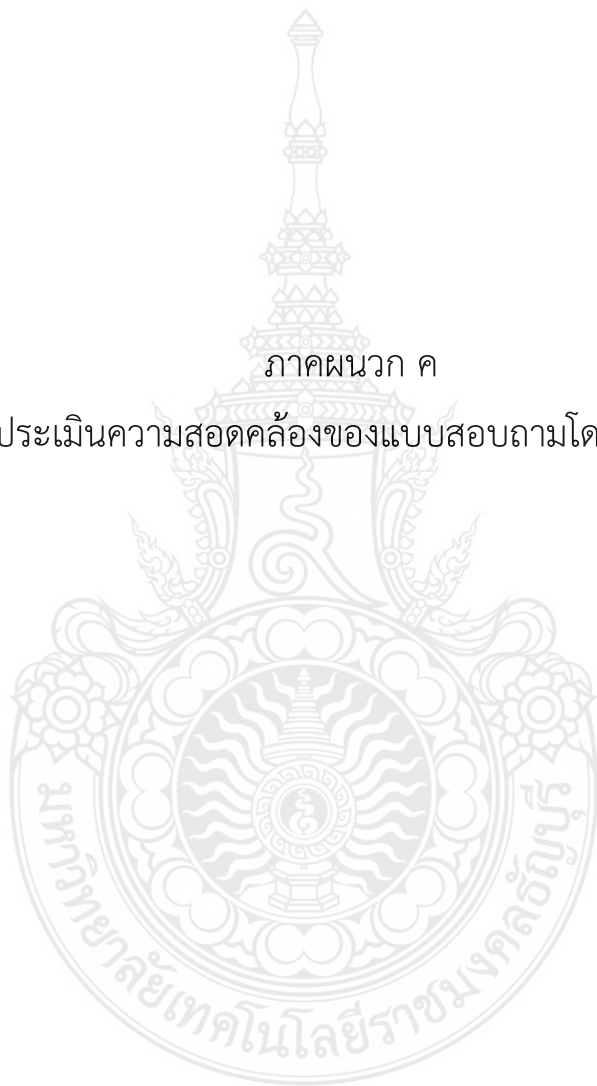 ภาคผนวก ค
ประเมินความสอดคล้องของแบบสอบถามโด
มหาวิทยาลัยเทคโนโลยีราชมงคลธัญบุรี